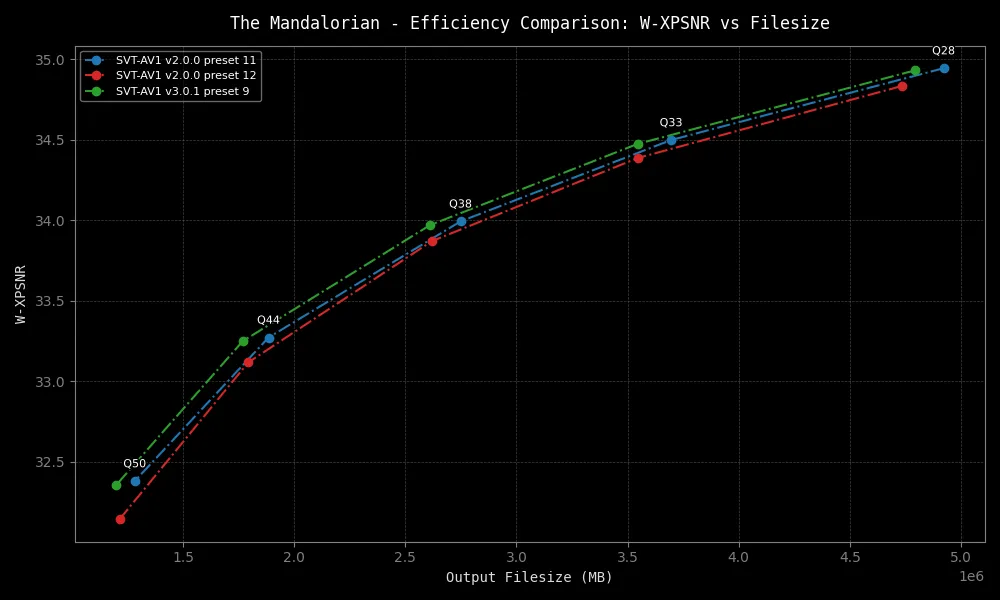 The Mandalorian - Efficiency Comparison: W-XPSNR vs Filesize
SVT-AV1 v2.0.0 preset 11
SVT-AV1 v2.0.0 preset 12
SVT-AV1 v3.0.1 preset 9
Q28
Q33
Q38
Q44
Q50
W-XPSNR
35.0
34.5
34.0
33.5
33.0
32.5
1.5 2.0 2.5 3.0 3.5 4.0 4.5 5.0
1e6
Output Filesize (MB)